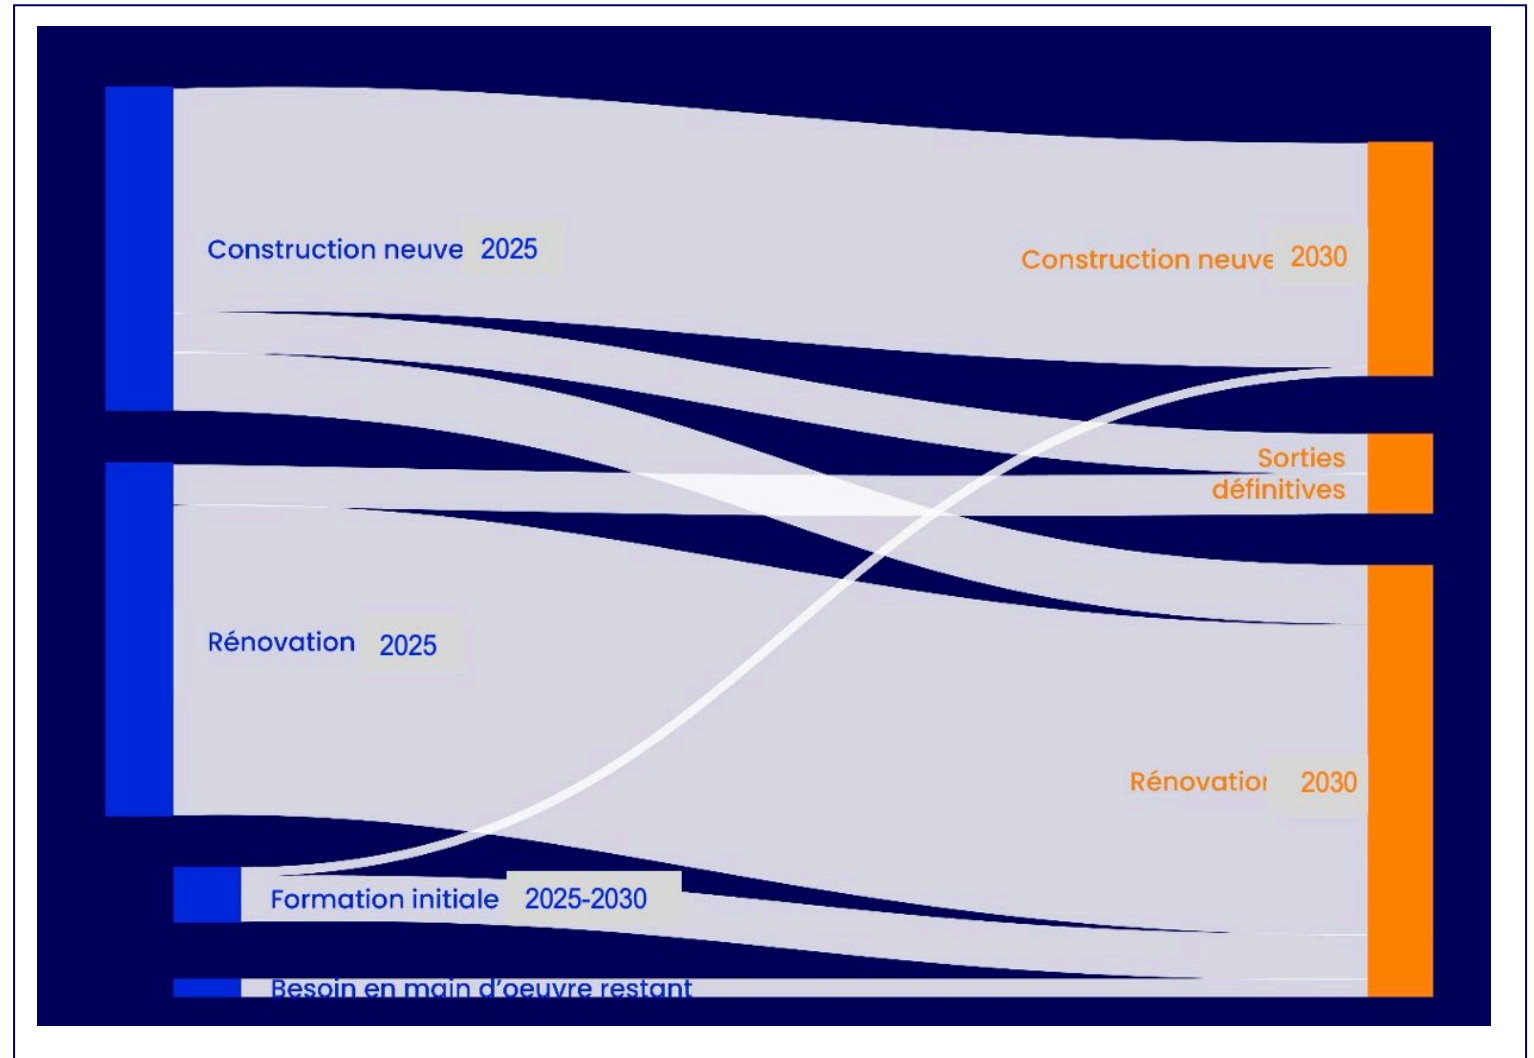 Construction neuve 2025
Construction neuve 2030
Sorties
définitives
Rénovation 2025
Rénovation 2030
Formation initiale 2025-2030
Besoin en main d'oeuvre restant